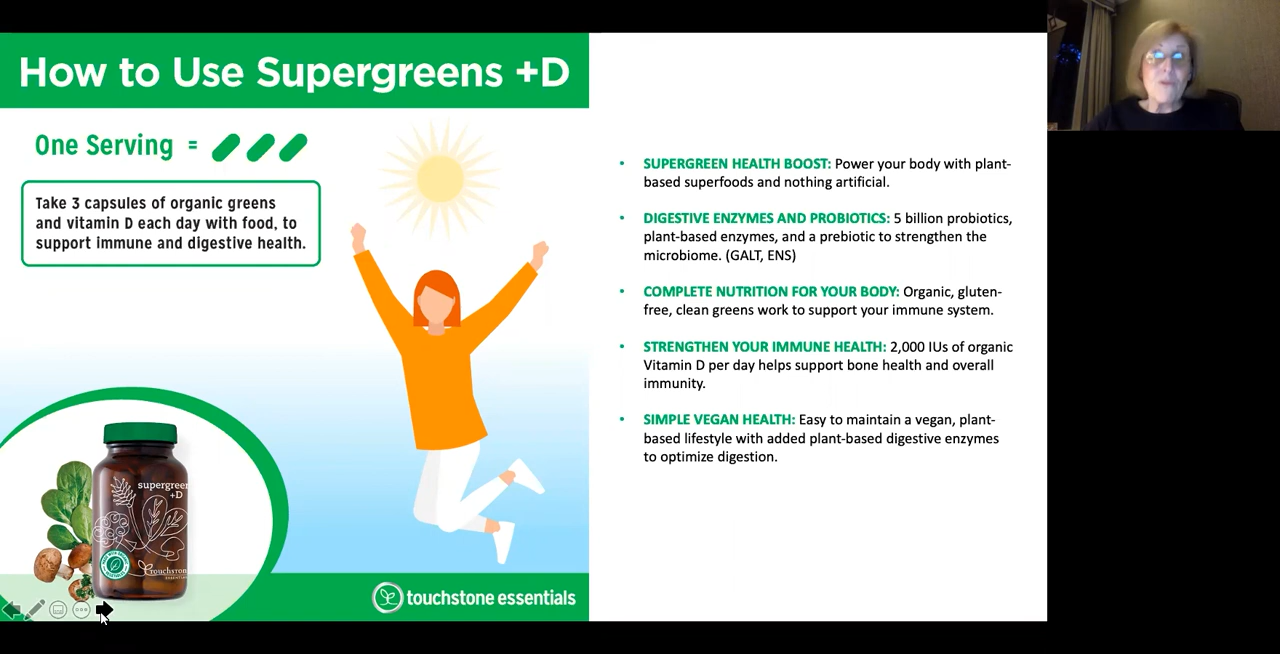 How to Use Supergreens +D
One Serving =
Take 3 capsules of organic greens
and vitamin D each day with food, to
support immune and digestive health.
supergreen
+D
touchstone essentials
• SUPERGREEN HEALTH BOOST: Power your body with plant-
based superfoods and nothing artificial.
• DIGESTIVE ENZYMES AND PROBIOTICS: 5 billion probiotics,
plant-based enzymes, and a prebiotic to strengthen the
microbiome. (GALT, ENS)
• COMPLETE NUTRITION FOR YOUR BODY: Organic, gluten-
free, clean greens work to support your immune system.
• STRENGTHEN YOUR IMMUNE HEALTH: 2,000 IUs of organic
Vitamin D per day helps support bone health and overall
immunity.
• SIMPLE VEGAN HEALTH: Easy to maintain a vegan, plant-
based lifestyle with added plant-based digestive enzymes
to optimize digestion.